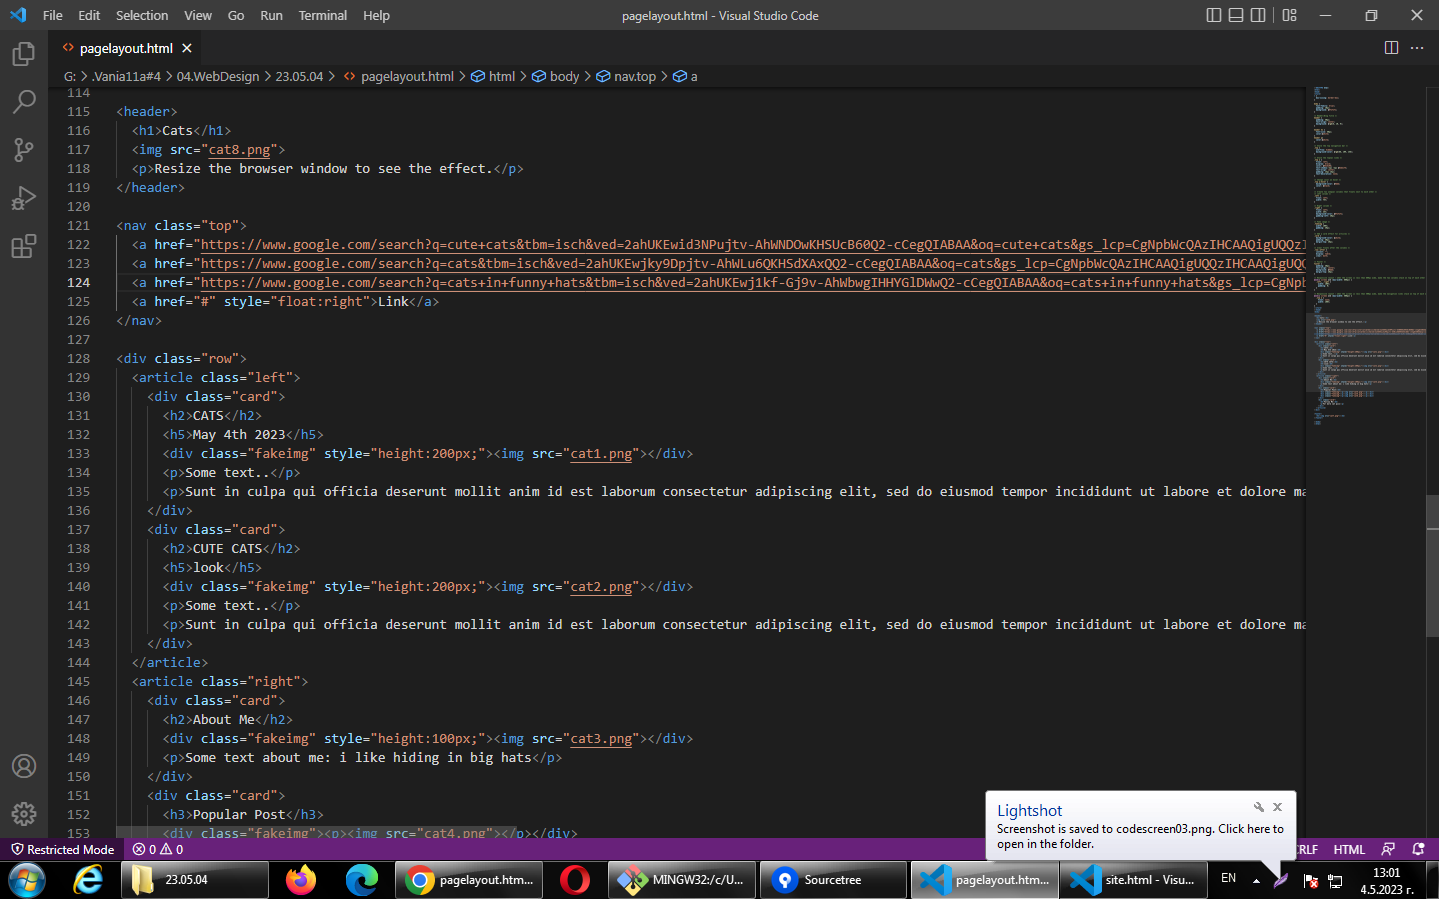 File Edit Selection View Go Run Terminal Help
pagelayout.html - Visual Studio Code
pagelayout.html
G: > .Vania11a#4 > 04.WebDesign > 23.05.04 > pagelayout.html > html > body > nav.top > a
114
115 <header>
116 <h1>Cats</h1>
117 <img src="cat8.png">
118 <p>Resize the browser window to see the effect.</p>
119 </header>
120
121 <nav class="top">
122 <a href="https://www.google.com/search?q=cute+cats&tbm=isch&ved=2ahUKEwid3NPujtv-AhWNDOwKHSUcB60Q2-cCegQIABAA&oq=cute+cats&gs_lcp=CgNpbWcQAzIHCAAQigUQQzI
123 <a href="https://www.google.com/search?q=cats&tbm=isch&ved=2ahUKEwjky9Dpjtv-AhWLu6QKHSdXAxQQ2-cCegQIABAA&oq=cats&gs_lcp=CgNpbWcQAzIHCAAQigUQQzIHCAAQigUQQ
124 <a href="https://www.google.com/search?q=cats+in+funny+hats&tbm=isch&ved=2ahUKEwj1kf-Gj9v-AhWbwgIHHYGlDWwQ2-cCegQIABAA&oq=cats+in+funny+hats&gs_lcp=CgNpb
125 <a href="#" style="float:right">Link</a>
126 </nav>
127
128 <div class="row">
129 <article class="left">
130 <div class="card">
131 <h2>CATS</h2>
132 <h5>May 4th 2023</h5>
133 <div class="fakeimg" style="height:200px;"><img src="cat1.png"></div>
134 <p>Some text..</p>
135 <p>Sunt in culpa qui officia deserunt mollit anim id est laborum consectetur adipiscing elit, sed do eiusmod tempor incididunt ut labore et dolore ma
136 </div>
137 <div class="card">
138 <h2>CUTE CATS</h2>
139 <h5>look</h5>
140 <div class="fakeimg" style="height:200px;"><img src="cat2.png"></div>
141 <p>Some text..</p>
142 <p>Sunt in culpa qui officia deserunt mollit anim id est laborum consectetur adipiscing elit, sed do eiusmod tempor incididunt ut labore et dolore ma
143 </div>
144 </article>
145 <article class="right">
146 <div class="card">
147 <h2>About Me</h2>
148 <div class="fakeimg" style="height:100px;"><img src="cat3.png"></div>
149 <p>Some text about me: i like hiding in big hats</p>
150 </div>
151 <div class="card">
152 <h3>Popular Post</h3>
153 <div class="fakeimg"><p><img src="cat4.png"></p></div>
Lightshot
Screenshot is saved to codescreen03.png. Click here to
open in the folder.
Restricted Mode 0 0 CRLF HTML
23.05.04 pagelayout.htm... MINGW32:/c/U... Sourcetree pagelayout.htm... site.html - Visu... EN
13:01
4.5.2023 г.